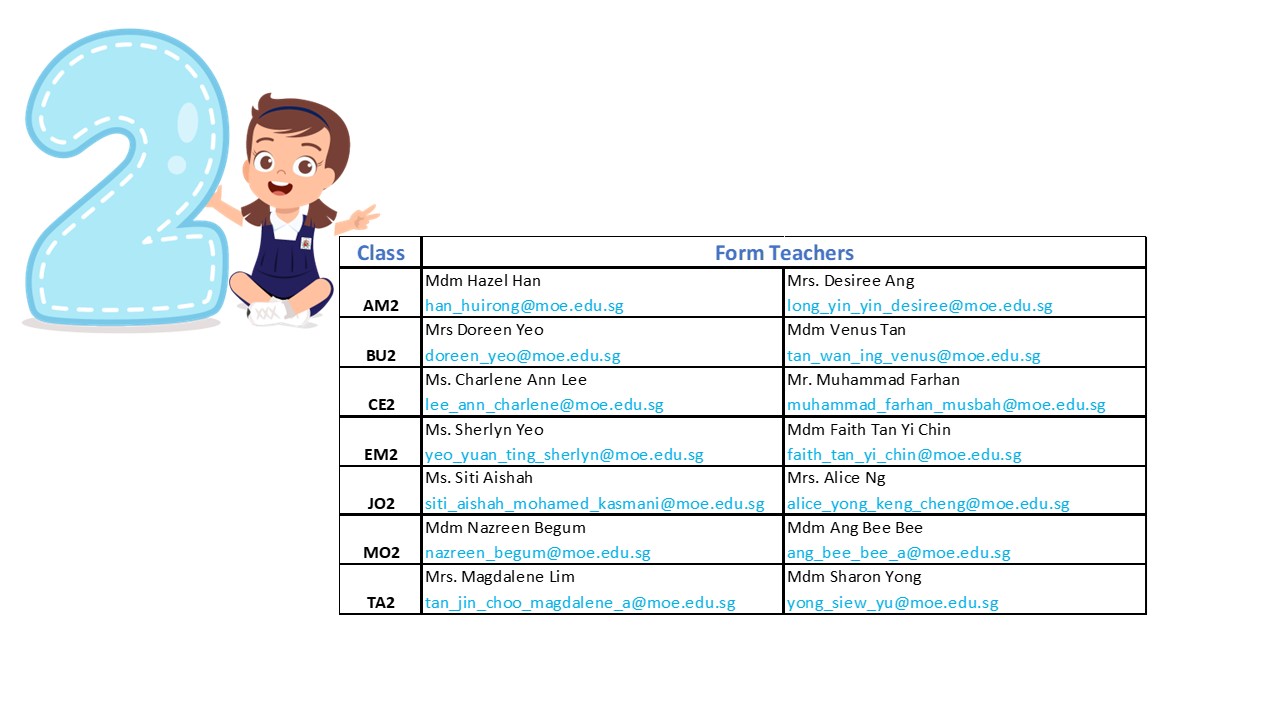 2
Class Form Teachers
Mdm Hazel Han Mrs. Desiree Ang
AM2 han_huirong@moe.edu.sg long_yin_yin_desiree@moe.edu.sg
Mrs Doreen Yeo Mdm Venus Tan
BU2 doreen_yeo@moe.edu.sg tan_wan_ing_venus@moe.edu.sg
Ms. Charlene Ann Lee Mr. Muhammad Farhan
CE2 lee_ann_charlene@moe.edu.sg muhammad_farhan_musbah@moe.edu.sg
Ms. Sherlyn Yeo Mdm Faith Tan Yi Chin
EM2 yeo_yuan_ting_sherlyn@moe.edu.sg faith_tan_yi_chin@moe.edu.sg
Ms. Siti Aishah Mrs. Alice Ng
JO2 siti_aishah_mohamed_kasmani@moe.edu.sg alice_yong_keng_cheng@moe.edu.sg
Mdm Nazreen Begum Mdm Ang Bee Bee
MO2 nazreen_begum@moe.edu.sg ang_bee_bee_a@moe.edu.sg
Mrs. Magdalene Lim Mdm Sharon Yong
TA2 tan_jin_choo_magdalene_a@moe.edu.sg yong_siew_yu@moe.edu.sg